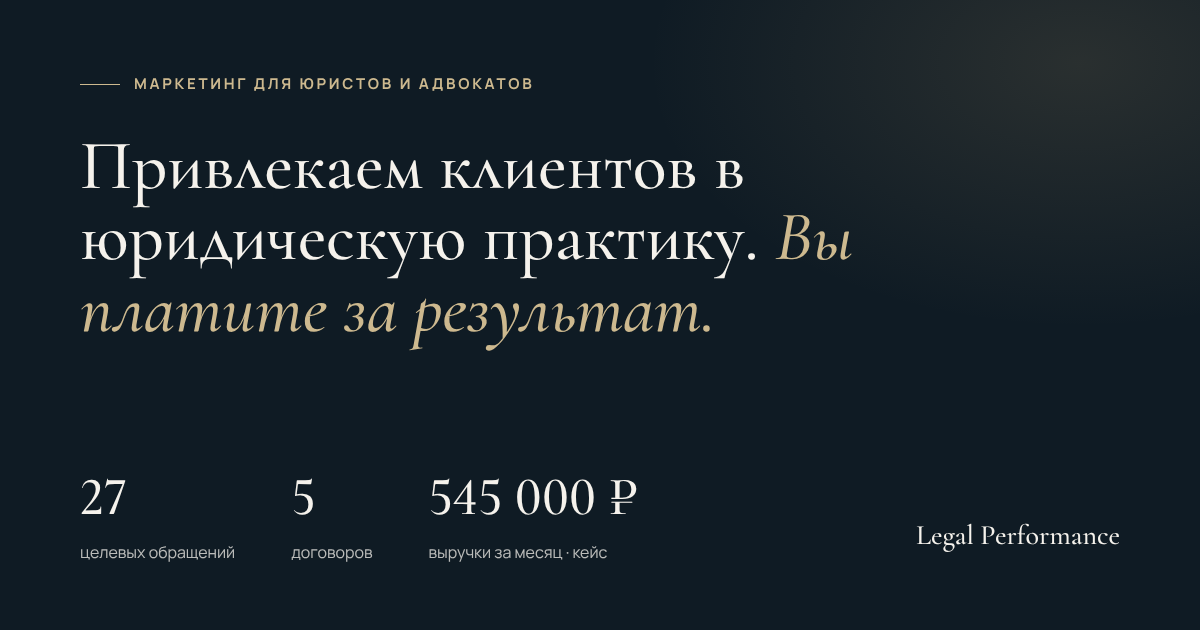 МАРКЕТИНГ ДЛЯ ЮРИСТОВ И АДВОКАТОВ
Привлекаем клиентов в
юридическую практику. Вы
платите за результат.
27
целевых обращений
5
договоров
545 000 ₽
выручки за месяц · кейс
Legal Performance